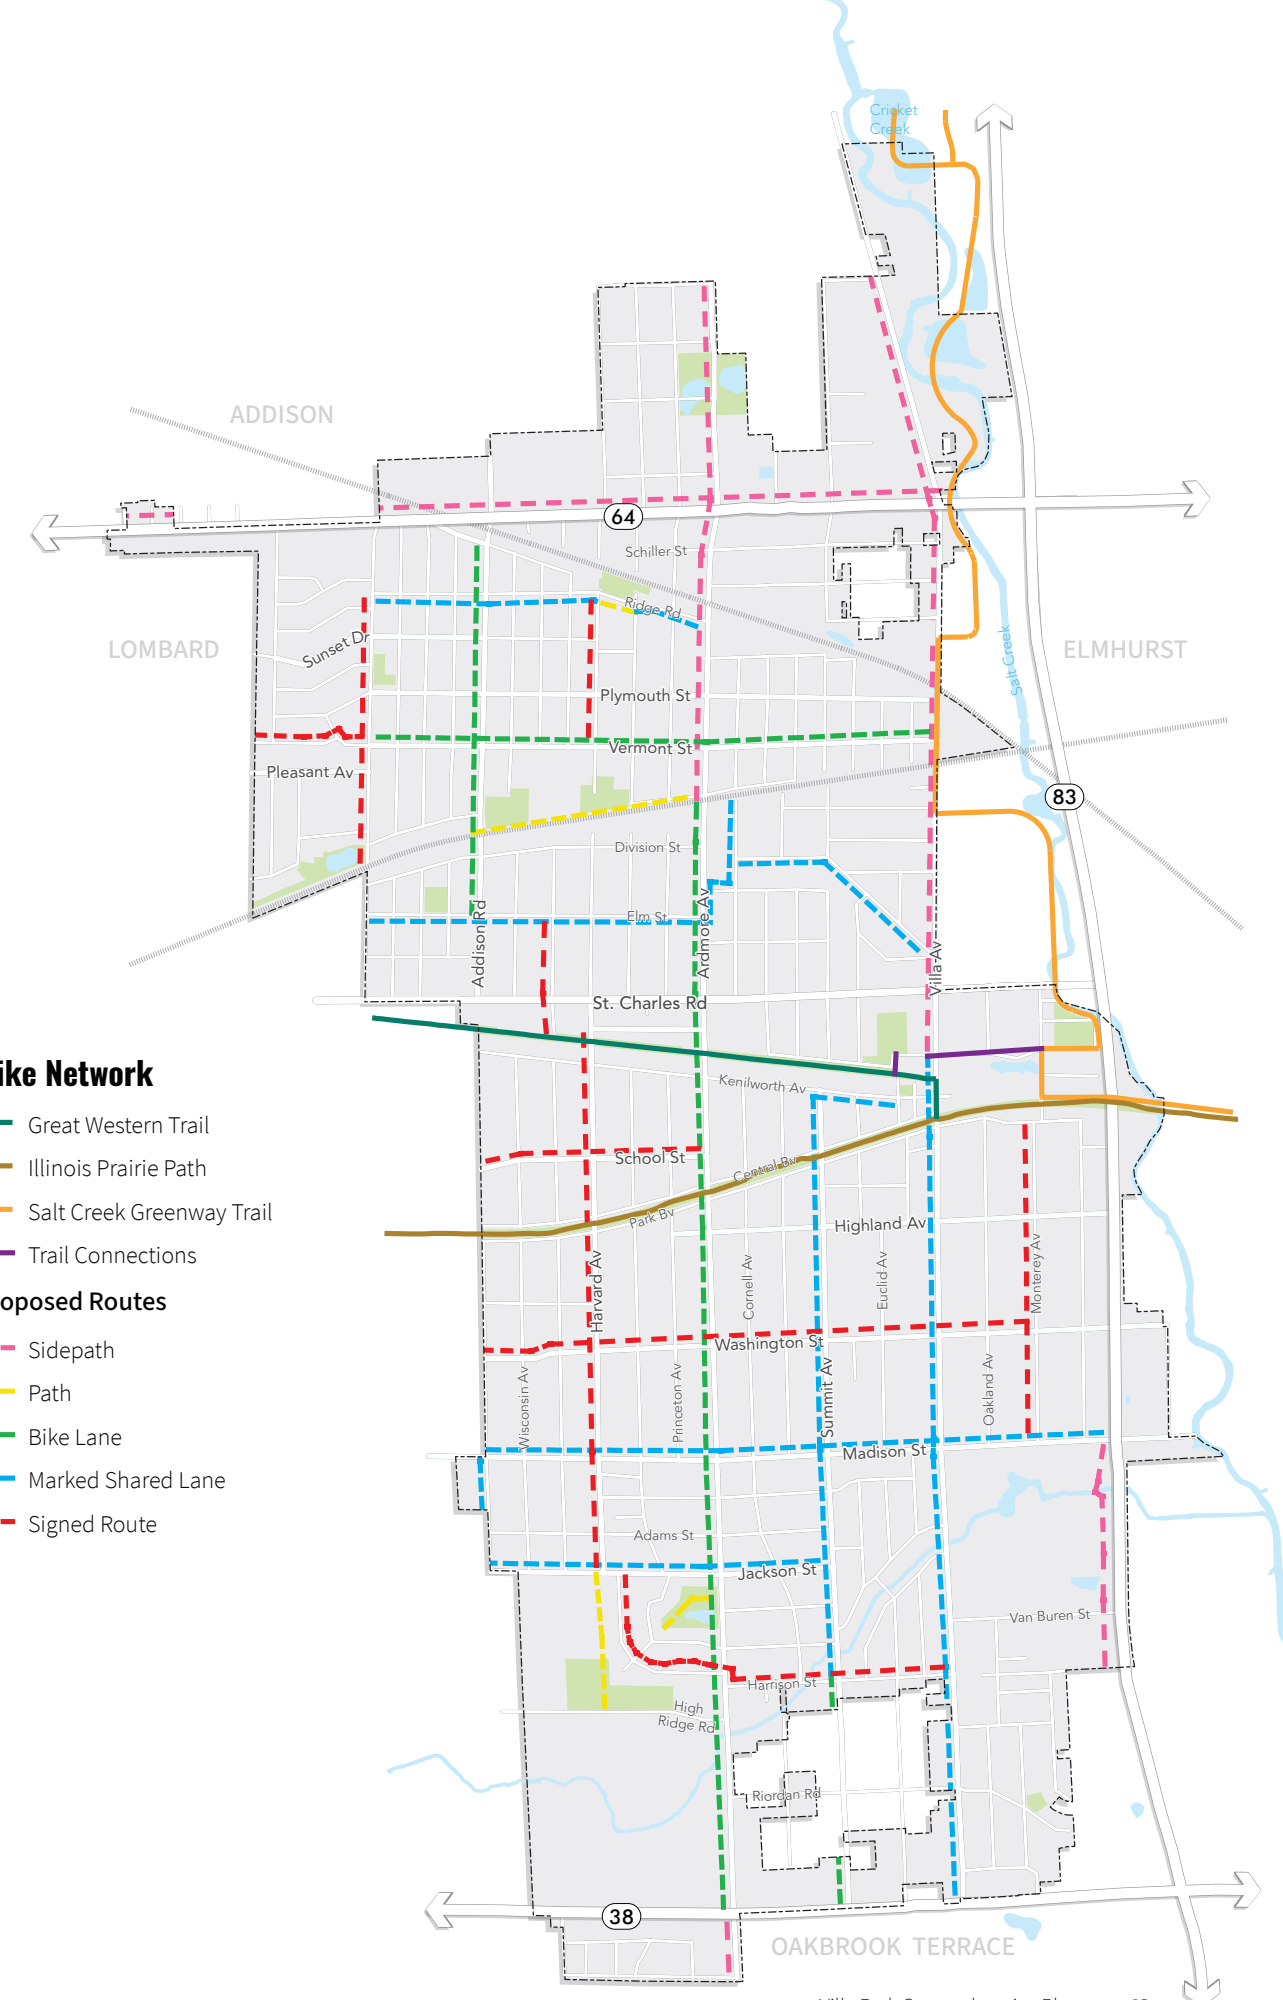 Cricket
Creek
ADDISON
64
Schiller St
Ridge Rd
LOMBARD
Sunset Dr
Salt Creek
ELMHURST
Plymouth St
Vermont St
Pleasant Av
83
Division St
Elm St
Addison Rd
Ardmore Av
Villa Av
St. Charles Rd
ike Network
Great Western Trail
Illinois Prairie Path
Salt Creek Greenway Trail
Trail Connections
oposed Routes
Sidepath
Path
Bike Lane
Marked Shared Lane
Signed Route
Kenilworth Av
School St
Central Bv
Park Bv
Highland Av
Harvard Av
Cornell Av
Euclid Av
Monterey Av
Washington St
Wisconsin Av
Princeton Av
Summit Av
Oakland Av
Madison St
Adams St
Jackson St
Van Buren St
Harrison St
High
Ridge Rd
Riordan Rd
38
OAKBROOK TERRACE